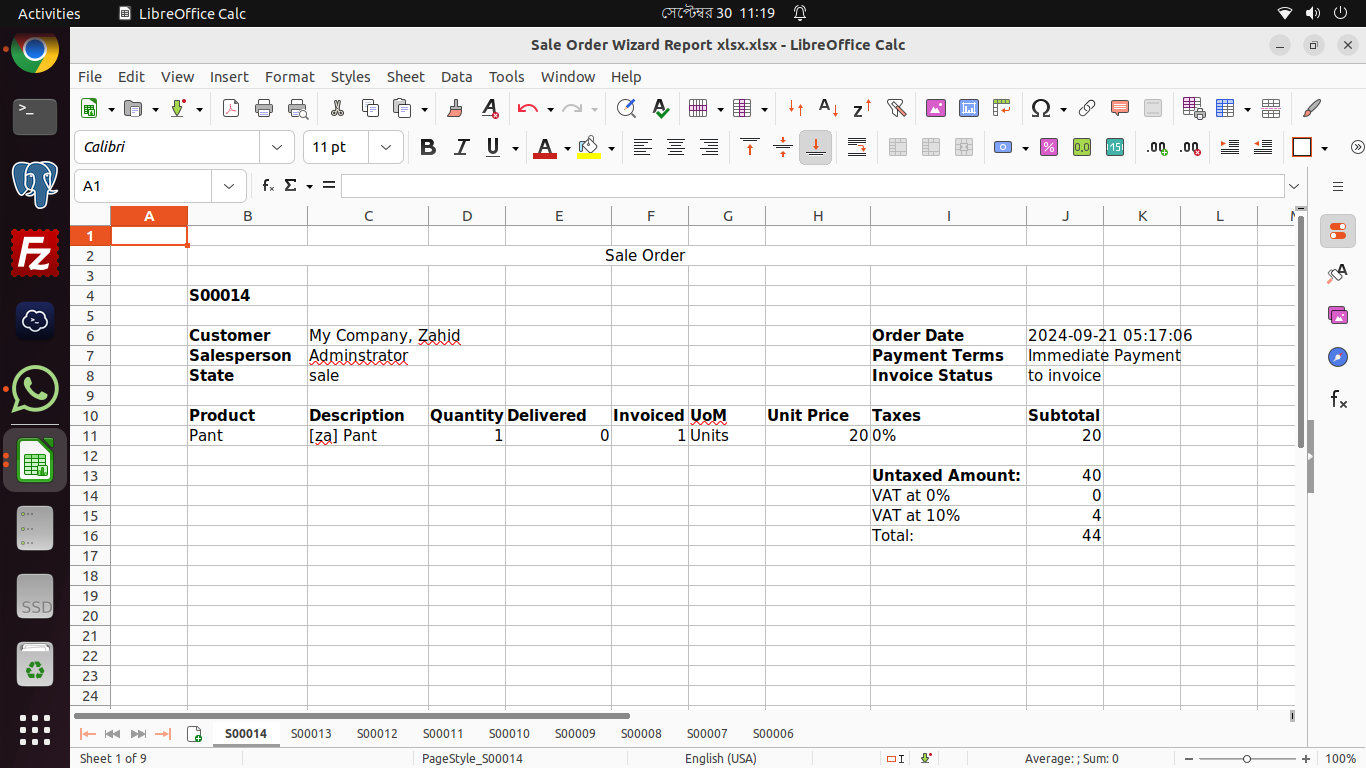 Activities LibreOffice Calc সেপ্টেম্বর 30 11:19
Sale Order Wizard Report xlsx.xlsx - LibreOffice Calc
File Edit View Insert Format Styles Sheet Data Tools Window Help
Calibri 11 pt
A1
A B C D E F G H I J K L
1
2 Sale Order
3
4 S00014
5
6 Customer My Company, Zahid Order Date 2024-09-21 05:17:06
7 Salesperson Adminstrator Payment Terms Immediate Payment
8 State sale Invoice Status to invoice
9
10 Product Description Quantity Delivered Invoiced UoM Unit Price Taxes Subtotal
11 Pant [za] Pant 1 0 1 Units 20 0% 20
12
13 Untaxed Amount: 40
14 VAT at 0% 0
15 VAT at 10% 4
16 Total: 44
17
18
19
20
21
22
23
24
SSD
S00014 S00013 S00012 S00011 S00010 S00009 S00008 S00007 S00006
Sheet 1 of 9 PageStyle_S00014 English (USA) Average: ; Sum: 0 100%